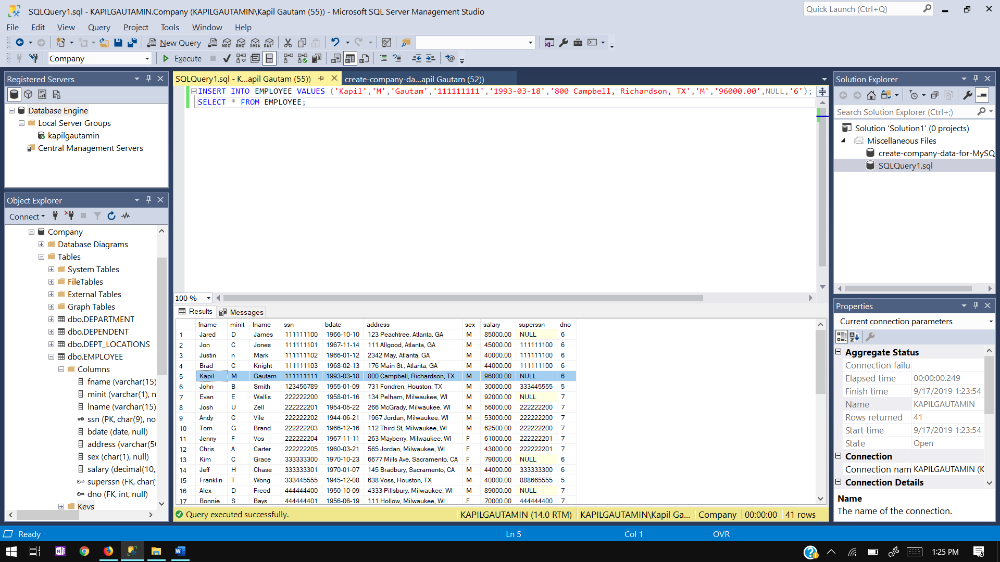 SQLQuery1.sql - KAPILGAUTAMIN.Company (KAPILGAUTAMIN\Kapil Gautam (55)) - Microsoft SQL Server Management Studio
Quick Launch (Ctrl+Q)
File Edit View Query Project Tools Window Help
New Query MDX DMX XMLA DAX
Company Execute
Registered Servers
Database Engine
Local Server Groups
kapilgautamin
Central Management Servers
Object Explorer
Connect
Company
Database Diagrams
Tables
System Tables
FileTables
External Tables
Graph Tables
dbo.DEPARTMENT
dbo.DEPENDENT
dbo.DEPT_LOCATIONS
dbo.EMPLOYEE
Columns
fname (varchar(15)
minit (varchar(1), n
lname (varchar(15)
ssn (PK, char(9), no
bdate (date, null)
address (varchar(50
sex (char(1), null)
salary (decimal(10,2
superssn (FK, char(9
dno (FK, int, null)
Keys
SQLQuery1.sql - K...apil Gautam (55)) create-company-da...apil Gautam (52))
INSERT INTO EMPLOYEE VALUES ('Kapil','M','Gautam','111111111','1993-03-18','800 Campbell, Richardson, TX','M','96000.00',NULL,'6');
SELECT * FROM EMPLOYEE;
100 %
Results Messages
fname minit lname ssn bdate address sex salary superssn dno
1 Jared D James 111111100 1966-10-10 123 Peachtree, Atlanta, GA M 85000.00 NULL 6
2 Jon C Jones 111111101 1967-11-14 111 Allgood, Atlanta, GA M 45000.00 111111100 6
3 Justin n Mark 111111102 1966-01-12 2342 May, Atlanta, GA M 40000.00 111111100 6
4 Brad C Knight 111111103 1968-02-13 176 Main St., Atlanta, GA M 44000.00 111111100 6
5 Kapil M Gautam 111111111 1993-03-18 800 Campbell, Richardson, TX M 96000.00 NULL 6
6 John B Smith 123456789 1955-01-09 731 Fondren, Houston, TX M 30000.00 333445555 5
7 Evan E Wallis 222222200 1958-01-16 134 Pelham, Milwaukee, WI M 92000.00 NULL 7
8 Josh U Zell 222222201 1954-05-22 266 McGrady, Milwaukee, WI M 56000.00 222222200 7
9 Andy C Vile 222222202 1944-06-21 1967 Jordan, Milwaukee, WI M 53000.00 222222200 7
10 Tom G Brand 222222203 1966-12-16 112 Third St, Milwaukee, WI M 62500.00 222222200 7
11 Jenny F Vos 222222204 1967-11-11 263 Mayberry, Milwaukee, WI F 61000.00 222222201 7
12 Chris A Carter 222222205 1960-03-21 565 Jordan, Milwaukee, WI F 43000.00 222222201 7
13 Kim C Grace 333333300 1970-10-23 6677 Mills Ave, Sacramento, CA F 79000.00 NULL 6
14 Jeff H Chase 333333301 1970-01-07 145 Bradbury, Sacramento, CA M 44000.00 333333300 6
15 Franklin T Wong 333445555 1945-12-08 638 Voss, Houston, TX M 40000.00 888665555 5
16 Alex D Freed 444444400 1950-10-09 4333 Pillsbury, Milwaukee, WI M 89000.00 NULL 7
17 Bonnie S Bays 444444401 1956-06-19 111 Hollow, Milwaukee, WI F 70000.00 444444400 7
Query executed successfully. KAPILGAUTAMIN (14.0 RTM) KAPILGAUTAMIN\Kapil Ga... Company 00:00:00 41 rows
Solution Explorer
Search Solution Explorer (Ctrl+;)
Solution 'Solution1' (0 projects)
Miscellaneous Files
create-company-data-for-MySQ
SQLQuery1.sql
Properties
Current connection parameters
Aggregate Status
Connection failu
Elapsed time 00:00:00.249
Finish time 9/17/2019 1:23:54
Name KAPILGAUTAMIN
Rows returned 41
Start time 9/17/2019 1:23:54
State Open
Connection
Connection nam KAPILGAUTAMIN (K
Connection Details
Name
The name of the connection.
Ready Ln 5 Col 1 OVR
1:25 PM